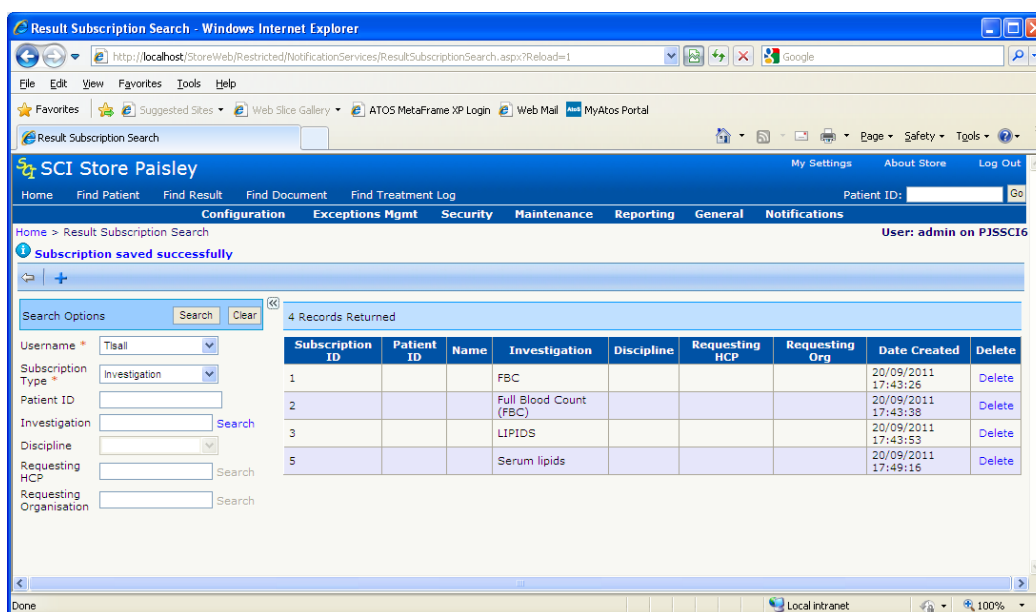 Result Subscription Search - Windows Internet Explorer
http://localhost/StoreWeb/Restricted/NotificationServices/ResultSubscriptionSearch.aspx?Reload=1
Google
File Edit View Favorites Tools Help
Favorites Suggested Sites Web Slice Gallery ATOS MetaFrame XP Login Web Mail Atos MyAtos Portal
Result Subscription Search
Page Safety Tools
SCI Store Paisley
My Settings About Store Log Out
Home Find Patient Find Result Find Document Find Treatment Log
Patient ID: Go
Configuration Exceptions Mgmt Security Maintenance Reporting General Notifications
Home > Result Subscription Search
User: admin on PJSSCI6
Subscription saved successfully
Search Options Search Clear
4 Records Returned
Username * Tisall
Subscription Type * Investigation
Patient ID
Investigation Search
Discipline
Requesting HCP Search
Requesting Organisation Search
Subscription ID Patient ID Name Investigation Discipline Requesting HCP Requesting Org Date Created Delete
1 FBC 20/09/2011 17:43:26 Delete
2 Full Blood Count (FBC) 20/09/2011 17:43:38 Delete
3 LIPIDS 20/09/2011 17:43:53 Delete
5 Serum lipids 20/09/2011 17:49:16 Delete
Done
Local intranet
100%